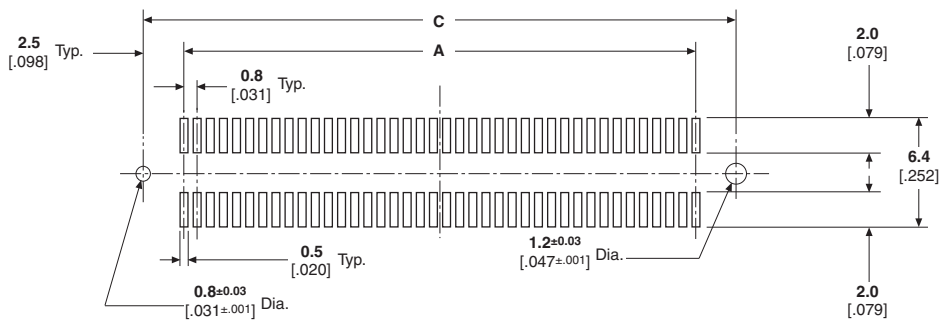 C
2.5
[.098] Typ.
A
2.0
[.079]
0.8
[.031] Typ.
6.4
[.252]
0.5
[.020] Typ.
1.2±0.03
[.047±.001] Dia.
0.8±0.03
[.031±.001] Dia.
2.0
[.079]